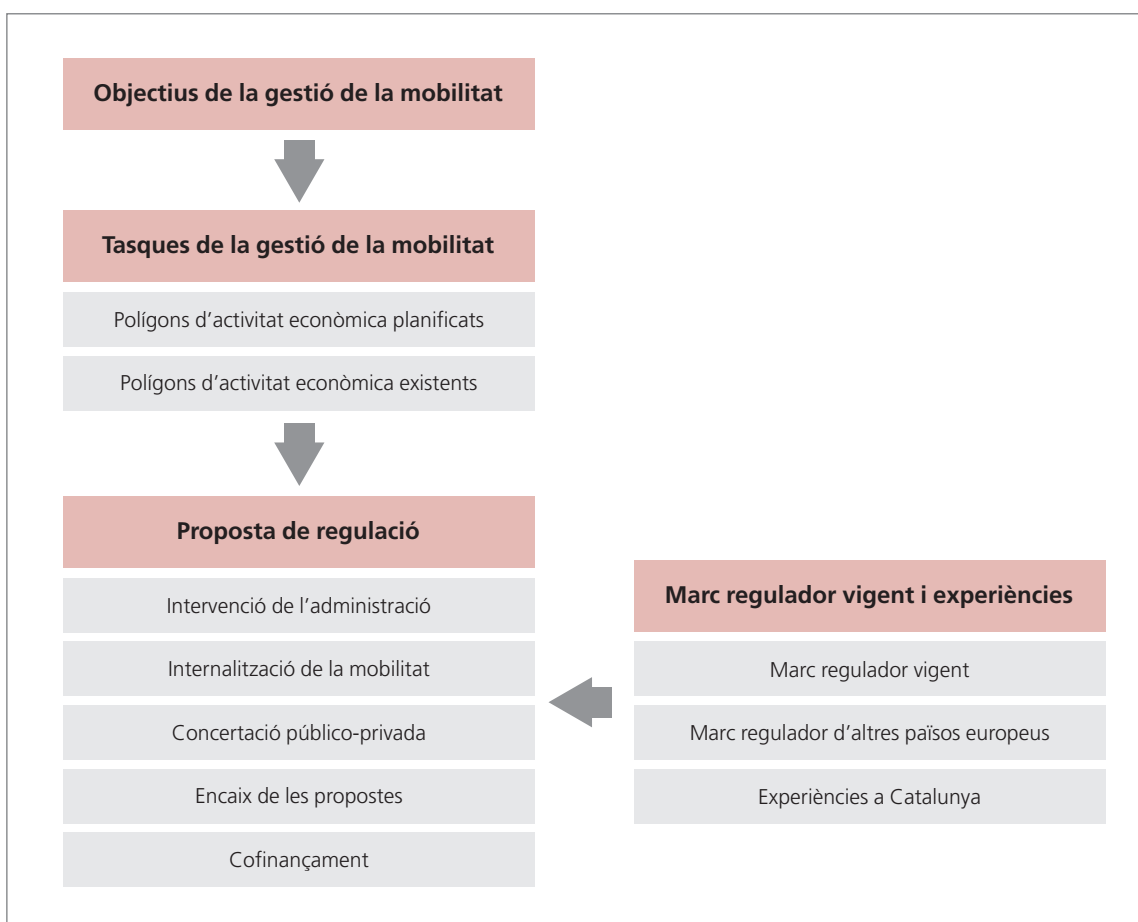 Objectius de la gestió de la mobilitat
Tasques de la gestió de la mobilitat
Polígons d'activitat econòmica planificats
Polígons d'activitat econòmica existents
Proposta de regulació
Intervenció de l'administració
Internalització de la mobilitat
Concertació público-privada
Encaix de les propostes
Cofinançament
Marc regulador vigent i experiències
Marc regulador vigent
Marc regulador d'altres països europeus
Experiències a Catalunya